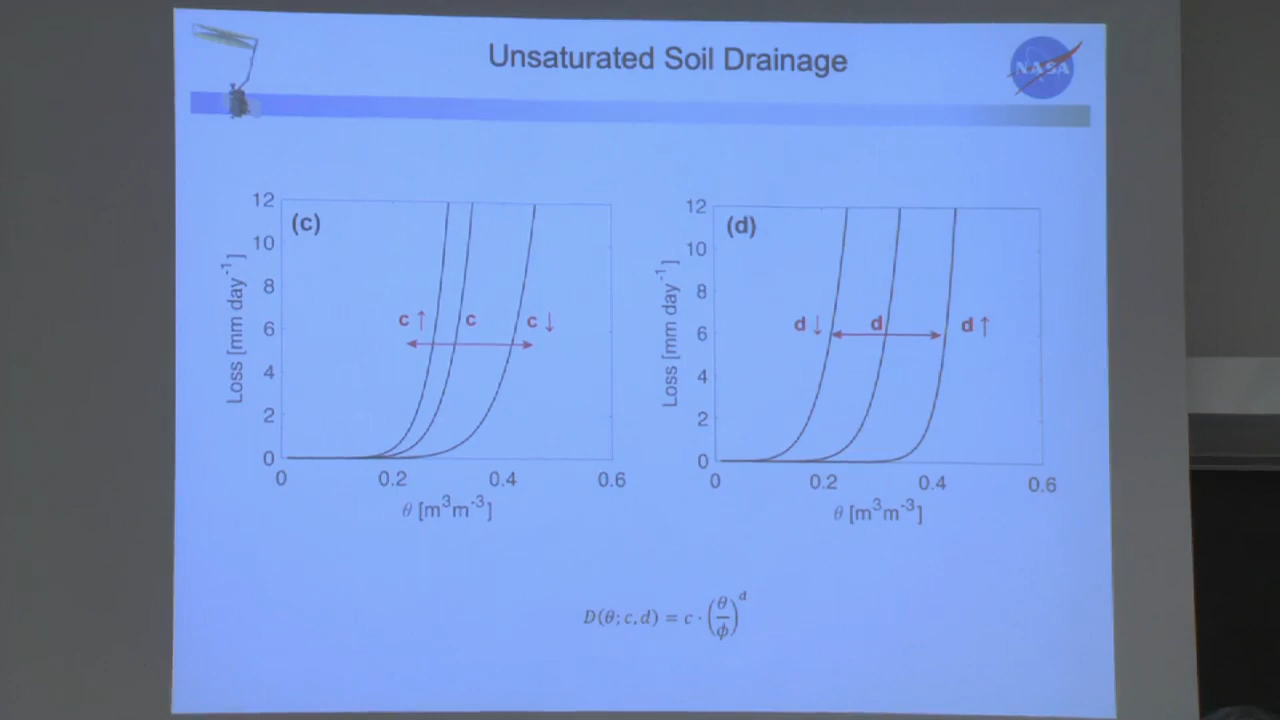 Unsaturated Soil Drainage
NASA
(c)
12
10
8
6
4
2
0
Loss [mm day⁻¹]
c ↑
c
c ↓
0 0.2 0.4 0.6
θ [m³m⁻³]
(d)
12
10
8
6
4
2
0
Loss [mm day⁻¹]
d ↓
d
d ↑
0 0.2 0.4 0.6
θ [m³m⁻³]
D(θ; c, d) = c · (θ/ϕ)ᵈ